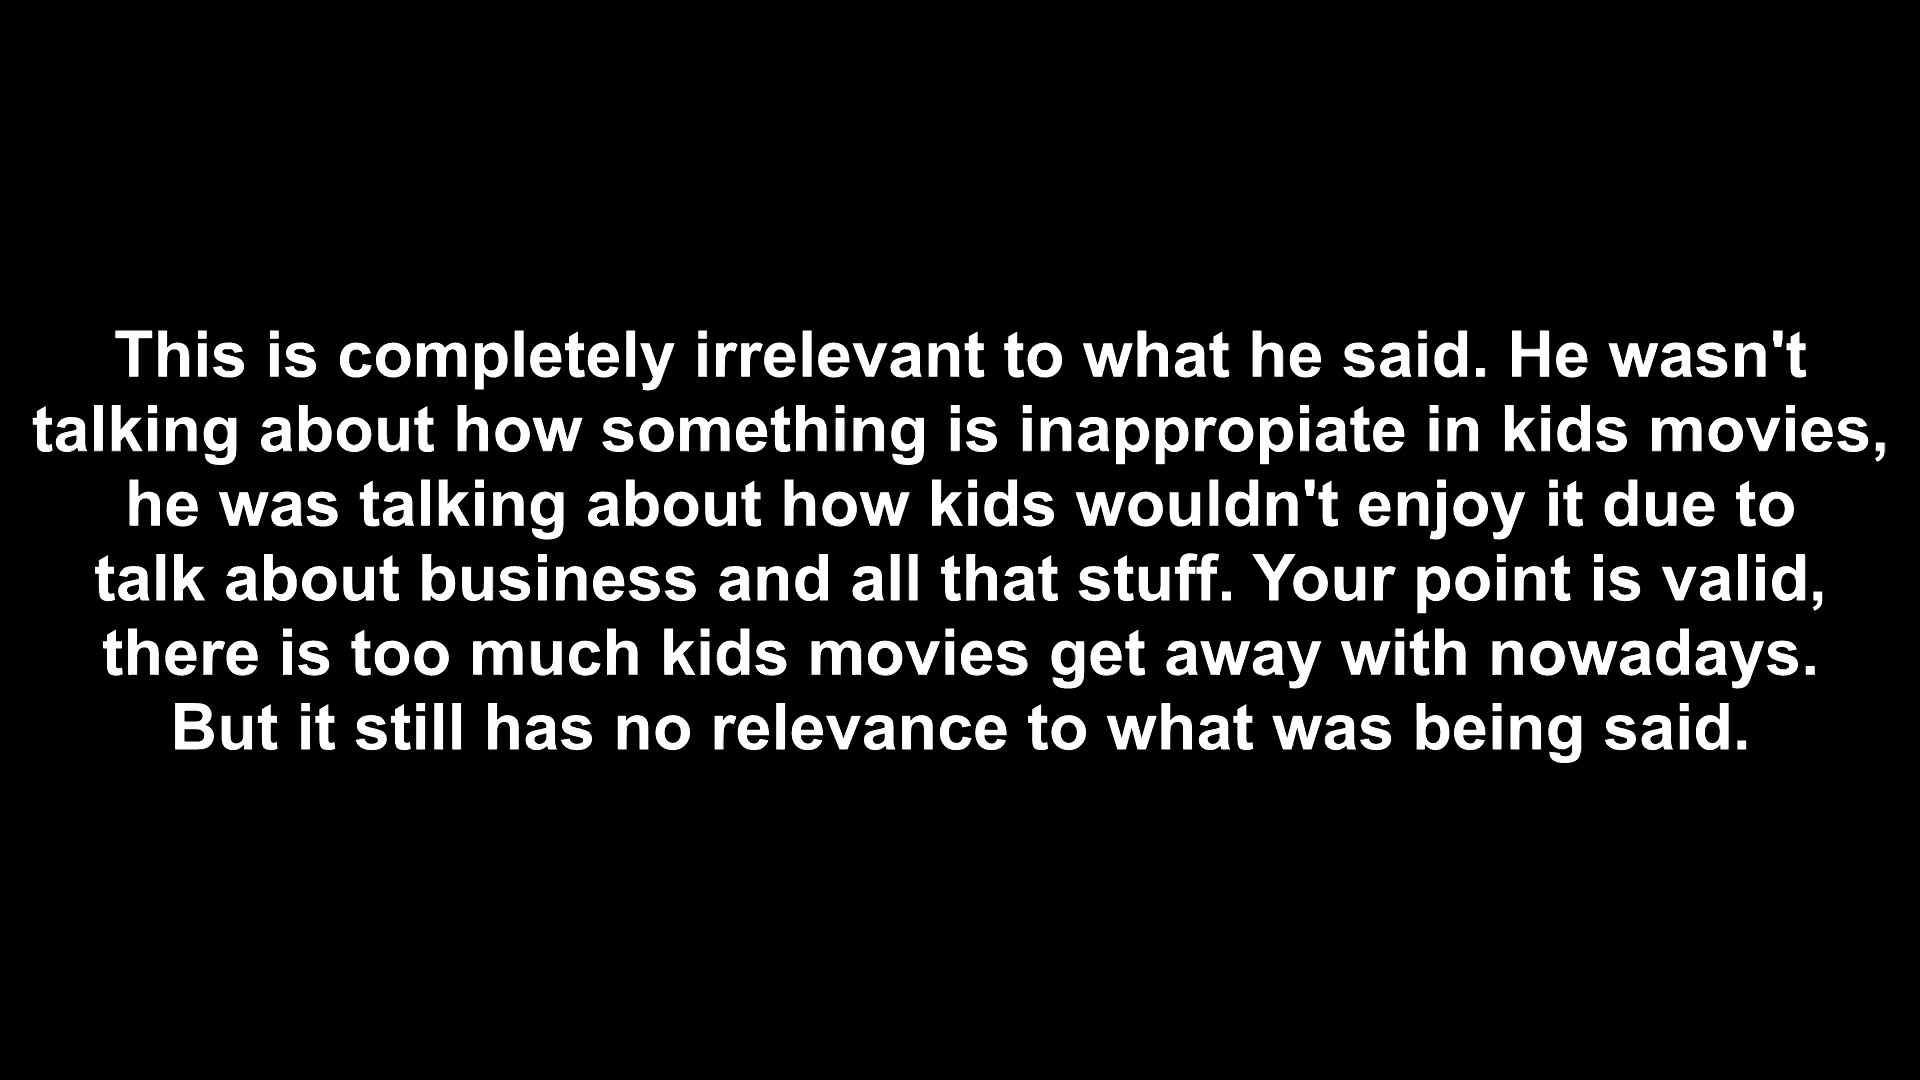 This is completely irrelevant to what he said. He wasn't
talking about how something is inappropiate in kids movies,
he was talking about how kids wouldn't enjoy it due to
talk about business and all that stuff. Your point is valid,
there is too much kids movies get away with nowadays.
But it still has no relevance to what was being said.